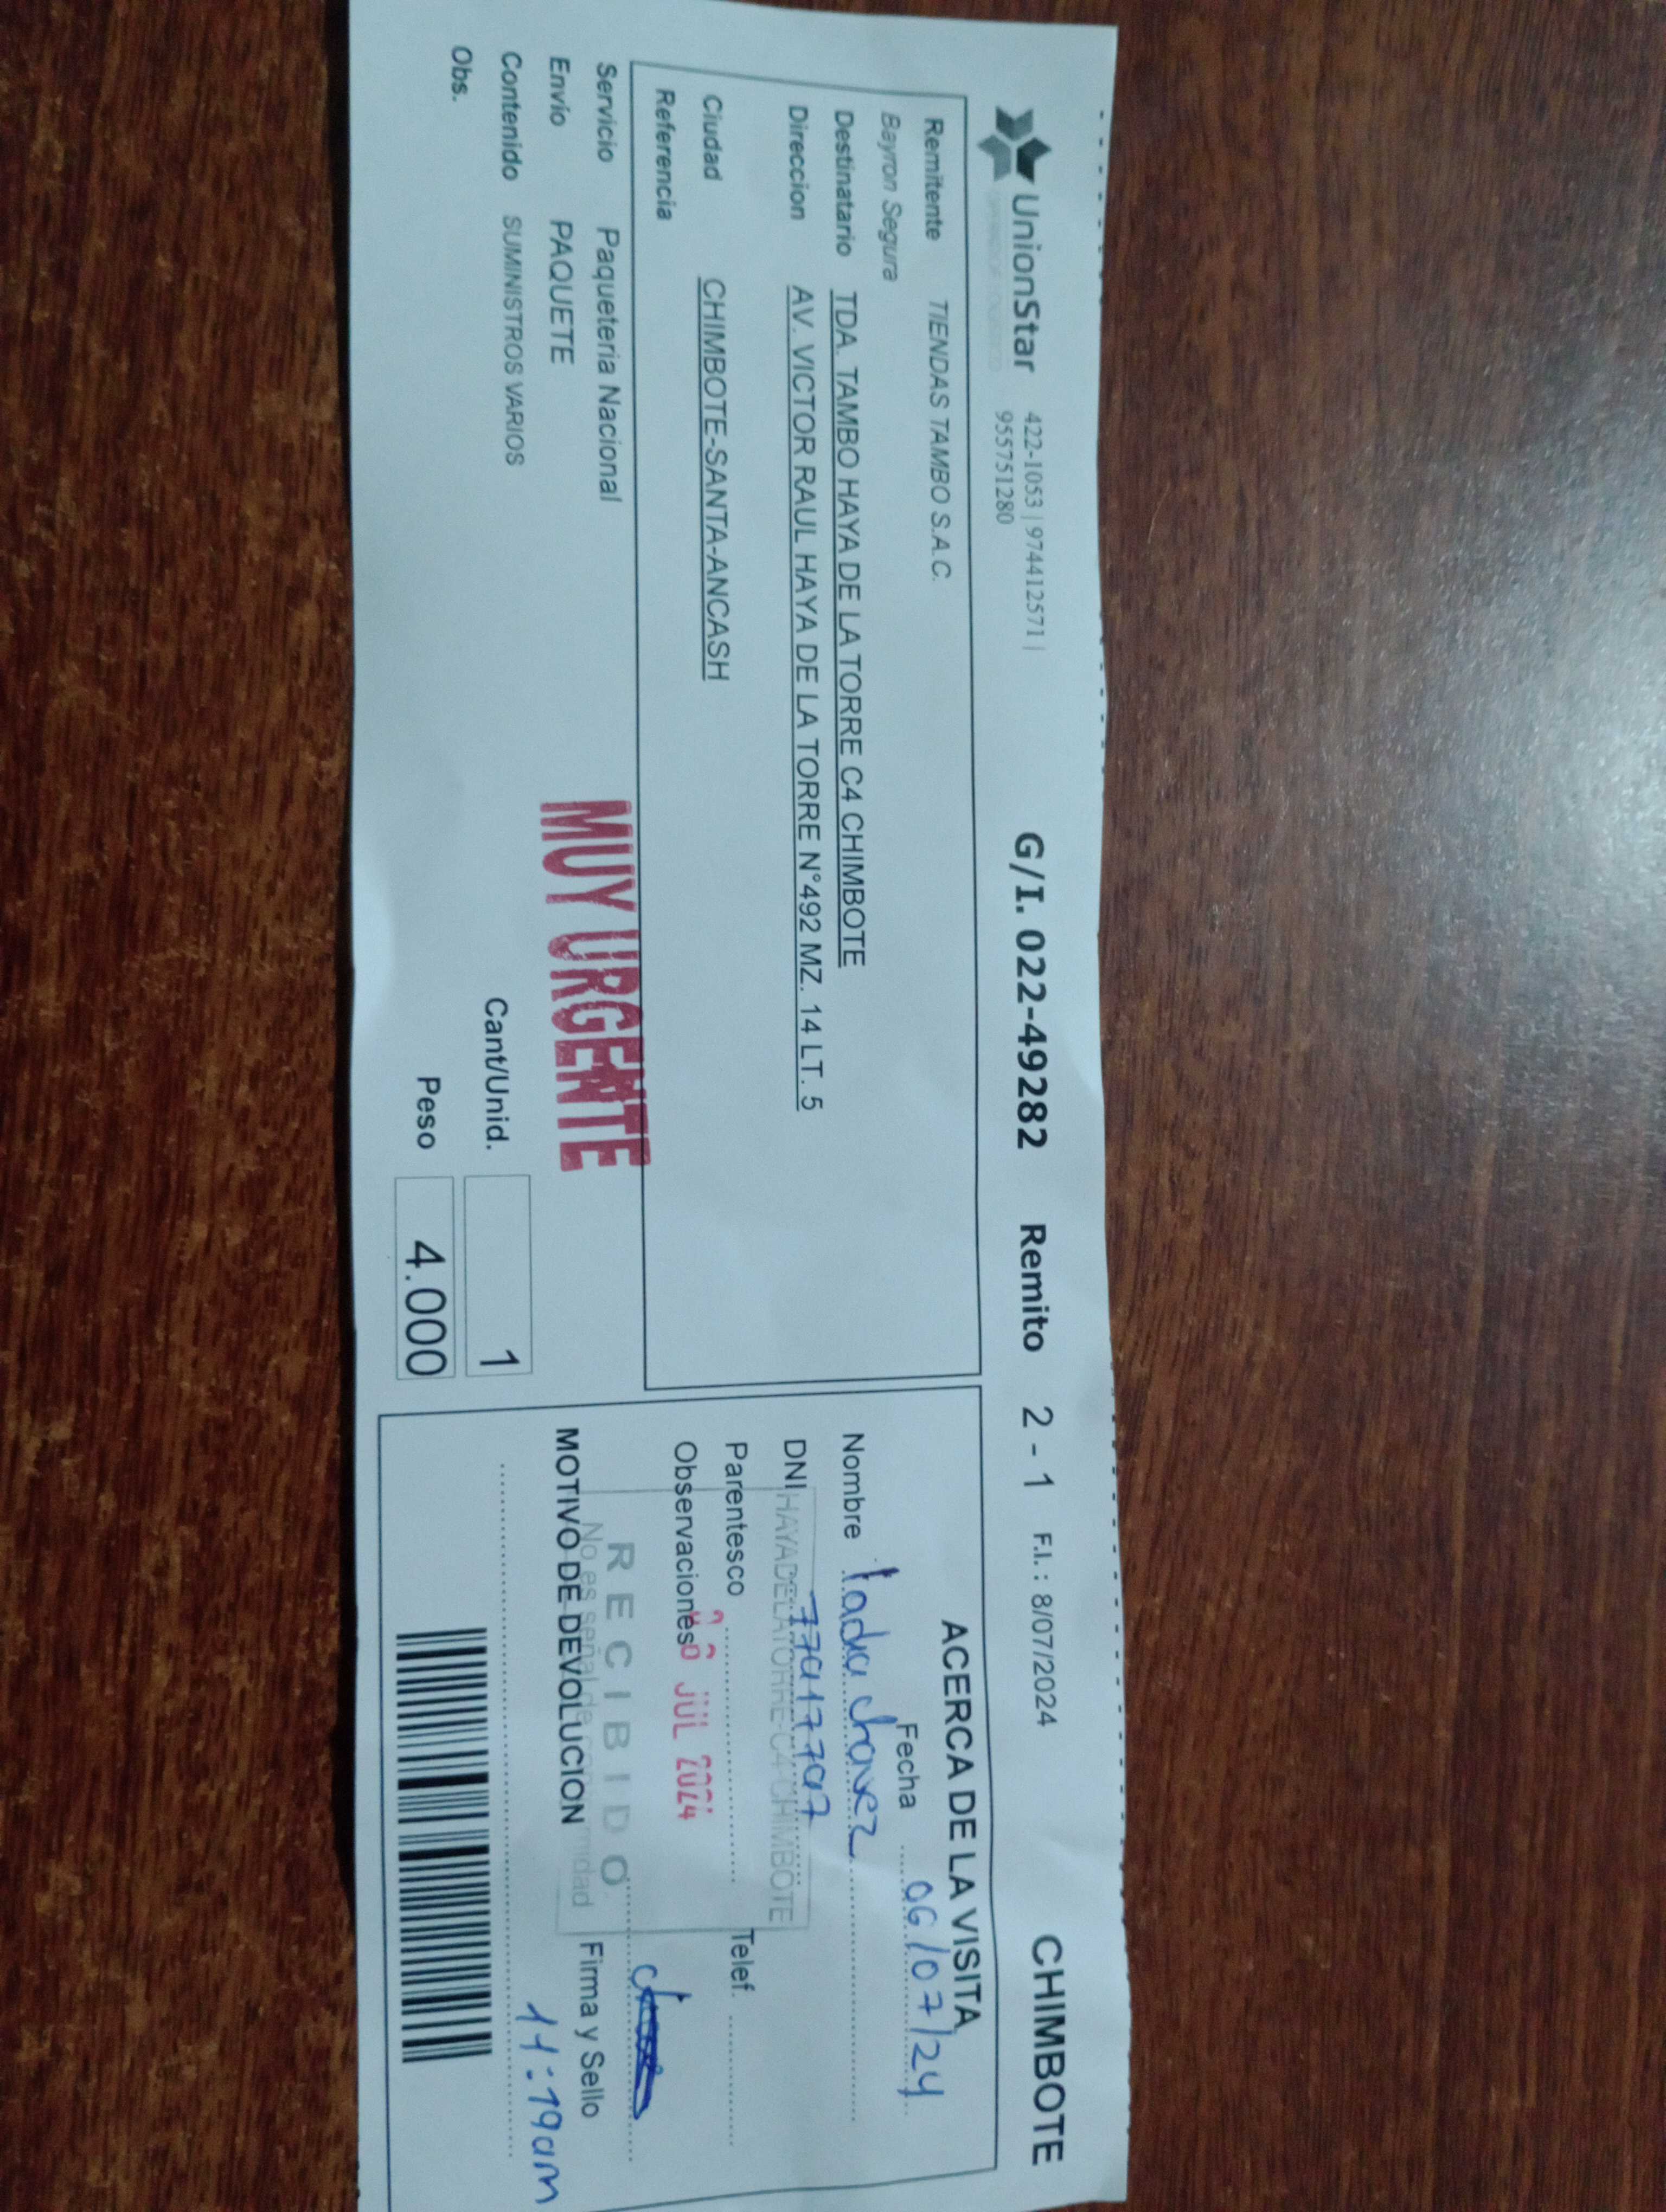 UnionStar
422-1053 | 974412571 |
955751280
G/I. 022-49282 Remito 2 - 1 F.I. : 8/07/2024 CHIMBOTE
Remitente TIENDAS TAMBO S.A.C.
Bayron Segura
Destinatario TDA. TAMBO HAYA DE LA TORRE C4 CHIMBOTE
Direccion AV. VICTOR RAUL HAYA DE LA TORRE N°492 MZ. 14 LT. 5
Ciudad CHIMBOTE-SANTA-ANCASH
Referencia
Servicio Paqueteria Nacional
Envio PAQUETE
Contenido SUMINISTROS VARIOS
Obs.
MUY URGENTE
Cant/Unid. 1
Peso 4.000
ACERCA DE LA VISITA
Fecha 06/07/24
Nombre chavez
DNI
HAYA DE LA TORRE-C4-CHIMBOTE
Parentesco Telef.
Observaciones JUL 2024
RECIBIDO
No es señal de conformidad
MOTIVO DE DEVOLUCION Firma y Sello
11:19am